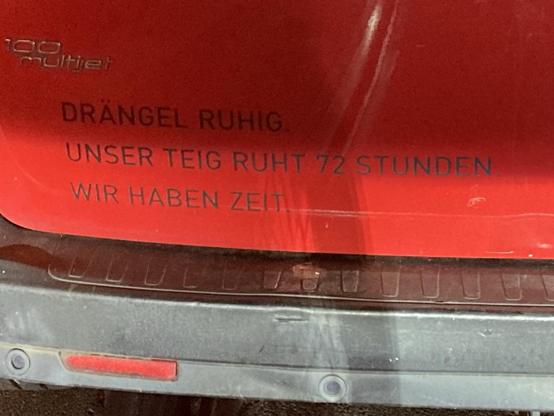 100
multijet
DRÄNGEL RUHIG.
UNSER TEIG RUHT 72 STUNDEN.
WIR HABEN ZEIT.